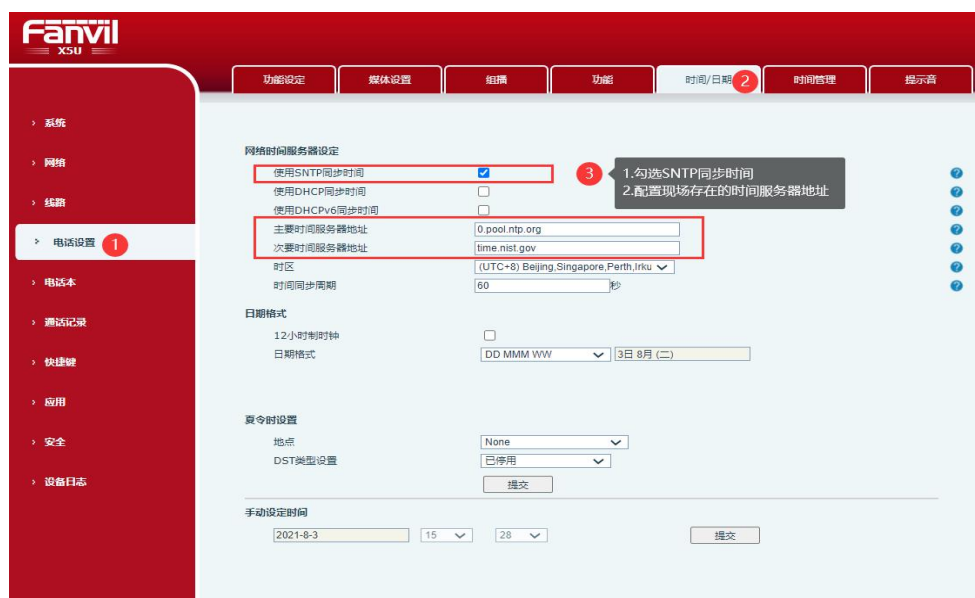 Fanvil
X5U
功能设定 媒体设置 组播 功能 时间/日期 2 时间管理 提示音
› 系统
› 网络
› 线路
› 电话设置 1
› 电话本
› 通话记录
› 快捷键
› 应用
› 安全
› 设备日志
网络时间服务器设定
使用SNTP同步时间
使用DHCP同步时间
使用DHCPv6同步时间
主要时间服务器地址 0.pool.ntp.org
次要时间服务器地址 time.nist.gov
时区 (UTC+8) Beijing,Singapore,Perth,Irku
时间同步周期 60 秒
3
1.勾选SNTP同步时间
2.配置现场存在的时间服务器地址
日期格式
12小时制时钟
日期格式 DD MMM WW 3日 8月 (二)
夏令时设置
地点 None
DST类型设置 已停用
提交
手动设定时间
2021-8-3 15 28 提交